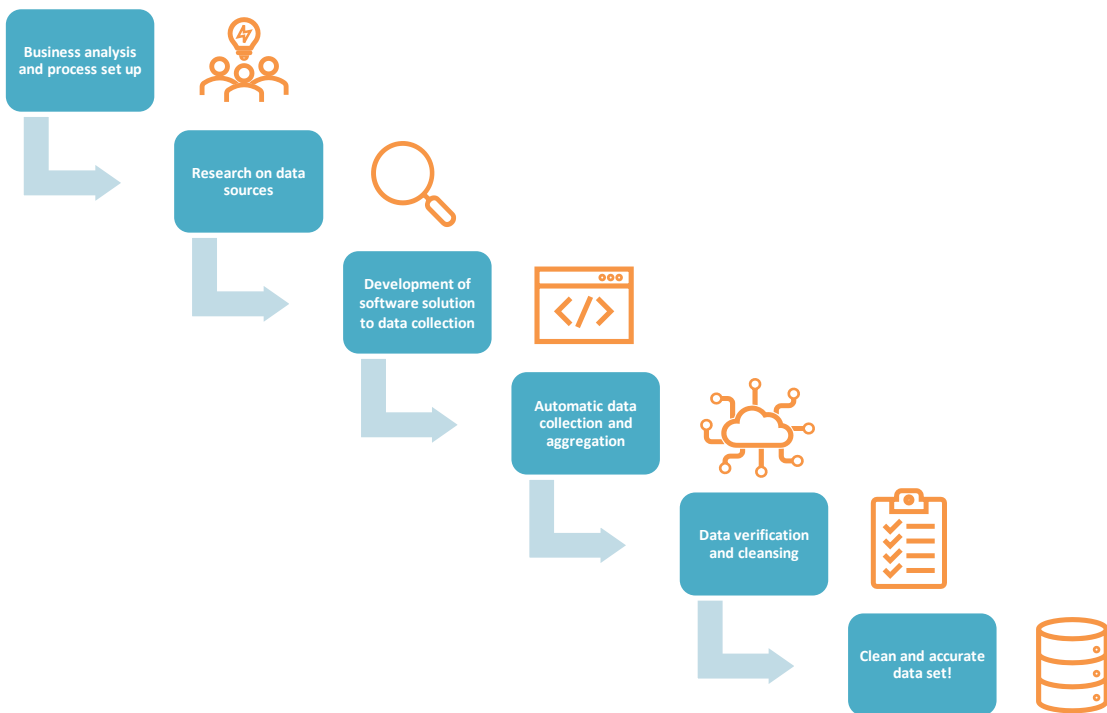 Business analysis
and process set up
Research on data
sources
Development of
software solution
to data collection
</>
Automatic data
collection and
aggregation
Data verification
and cleansing
Clean and accurate
data set!